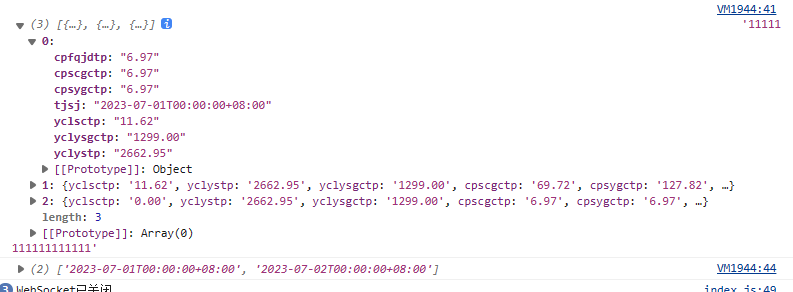 VM1944:41
(3) [{…}, {…}, {…}] i '11111
0:
cpfqjdtp: "6.97"
cpscgctp: "6.97"
cpsygctp: "6.97"
tjsj: "2023-07-01T00:00:00+08:00"
yclsctp: "11.62"
yclysgctp: "1299.00"
yclystp: "2662.95"
[[Prototype]]: Object
1: {yclsctp: '11.62', yclystp: '2662.95', yclysgctp: '1299.00', cpscgctp: '69.72', cpsygctp: '127.82', …}
2: {yclsctp: '0.00', yclystp: '2662.95', yclysgctp: '1299.00', cpscgctp: '6.97', cpsygctp: '6.97', …}
length: 3
[[Prototype]]: Array(0)
111111111111'
(2) ['2023-07-01T00:00:00+08:00', '2023-07-02T00:00:00+08:00'] VM1944:44
3 WebSocket已关闭 index.js:49